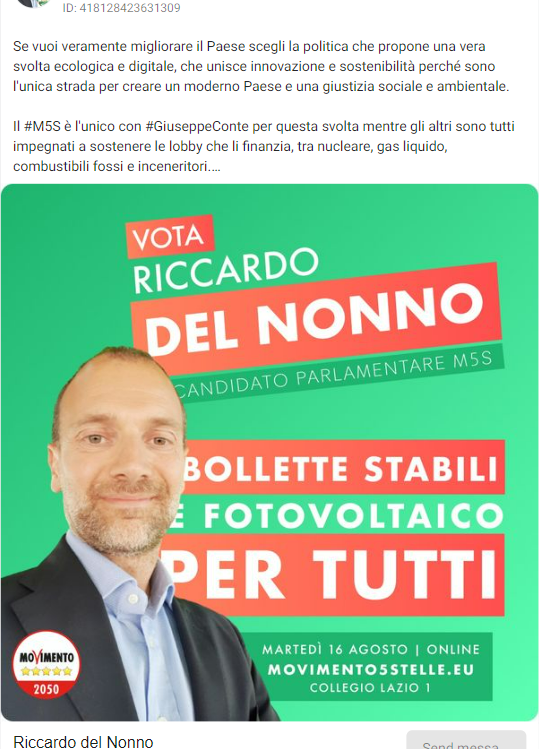 ID: 418128423631309
Se vuoi veramente migliorare il Paese scegli la politica che propone una vera
svolta ecologica e digitale, che unisce innovazione e sostenibilità perché sono
l'unica strada per creare un moderno Paese e una giustizia sociale e ambientale.
Il #M5S è l'unico con #GiuseppeConte per questa svolta mentre gli altri sono tutti
impegnati a sostenere le lobby che li finanzia, tra nucleare, gas liquido,
combustibili fossi e inceneritori....
VOTA
RICCARDO
DEL NONNO
CANDIDATO PARLAMENTARE M5S
BOLLETTE STABILI
E FOTOVOLTAICO
PER TUTTI
MOVIMENTO
2050
MARTEDÌ 16 AGOSTO | ONLINE
MOVIMENTO5STELLE.EU
COLLEGIO LAZIO 1
Riccardo del Nonno
Send messa...